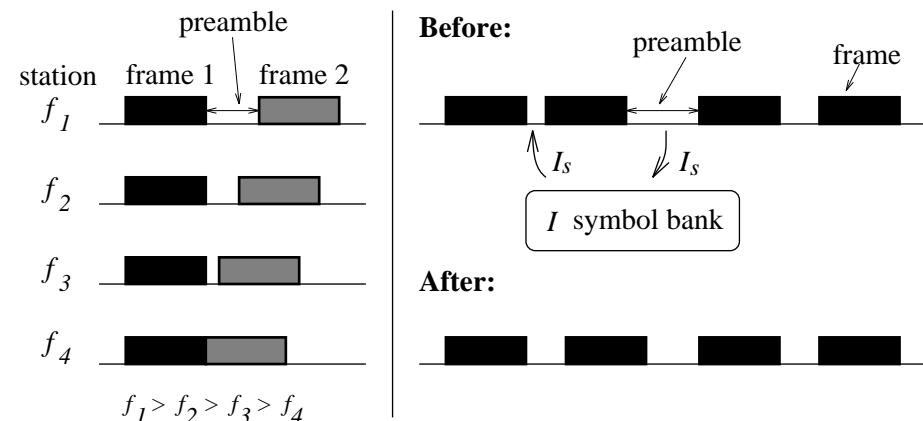 preamble
station frame 1 frame 2
f1
f2
f3
f4
f1 > f2 > f3 > f4
Before:
preamble
frame
Is Is
I symbol bank
After: